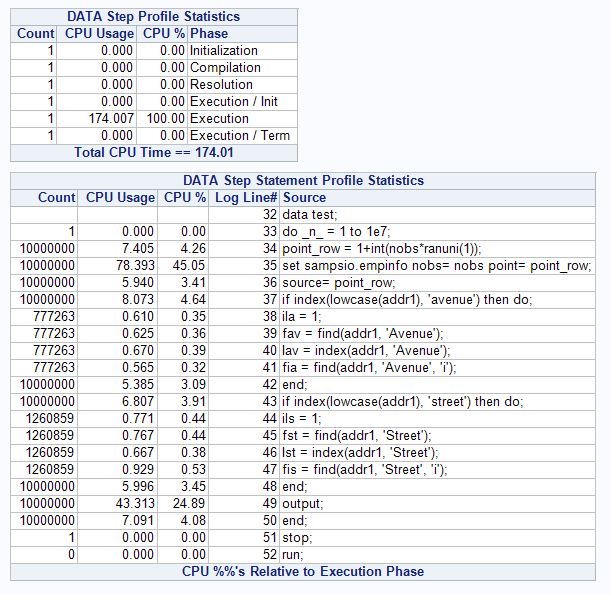 DATA Step Profile Statistics
Count CPU Usage CPU % Phase
1 0.000 0.00 Initialization
1 0.000 0.00 Compilation
1 0.000 0.00 Resolution
1 0.000 0.00 Execution / Init
1 174.007 100.00 Execution
1 0.000 0.00 Execution / Term
Total CPU Time == 174.01
DATA Step Statement Profile Statistics
Count CPU Usage CPU % Log Line# Source
32 data test;
1 0.000 0.00 33 do _n_ = 1 to 1e7;
10000000 7.405 4.26 34 point_row = 1+int(nobs*ranuni(1));
10000000 78.393 45.05 35 set sampsio.empinfo nobs= nobs point= point_row;
10000000 5.940 3.41 36 source= point_row;
10000000 8.073 4.64 37 if index(lowcase(addr1), 'avenue') then do;
777263 0.610 0.35 38 ila = 1;
777263 0.625 0.36 39 fav = find(addr1, 'Avenue');
777263 0.670 0.39 40 lav = index(addr1, 'Avenue');
777263 0.565 0.32 41 fia = find(addr1, 'Avenue', 'i');
10000000 5.385 3.09 42 end;
10000000 6.807 3.91 43 if index(lowcase(addr1), 'street') then do;
1260859 0.771 0.44 44 ils = 1;
1260859 0.767 0.44 45 fst = find(addr1, 'Street');
1260859 0.667 0.38 46 lst = index(addr1, 'Street');
1260859 0.929 0.53 47 fis = find(addr1, 'Street', 'i');
10000000 5.996 3.45 48 end;
10000000 43.313 24.89 49 output;
10000000 7.091 4.08 50 end;
1 0.000 0.00 51 stop;
0 0.000 0.00 52 run;
CPU %%'s Relative to Execution Phase